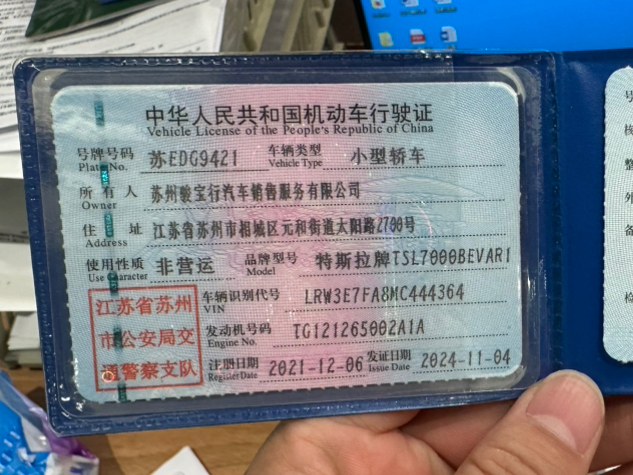 中华人民共和国机动车行驶证
Vehicle License of the People's Republic of China
号牌号码 苏EDG9421 车辆类型 小型轿车
Plate No. Vehicle Type
所有人 苏州骏宝行汽车销售服务有限公司
Owner
住址 江苏省苏州市相城区元和街道太阳路2700号
Address
使用性质 非营运 品牌型号 特斯拉牌TSL7000BEVAR1
Use Character Model
江苏省苏州
市公安局交
通警察支队
车辆识别代号 LRW3E7FA8MC444364
VIN
发动机号码 TG121265002A1A
Engine No.
注册日期 2021-12-06 发证日期 2024-11-04
Register Date Issue Date
号
核
整
外
备